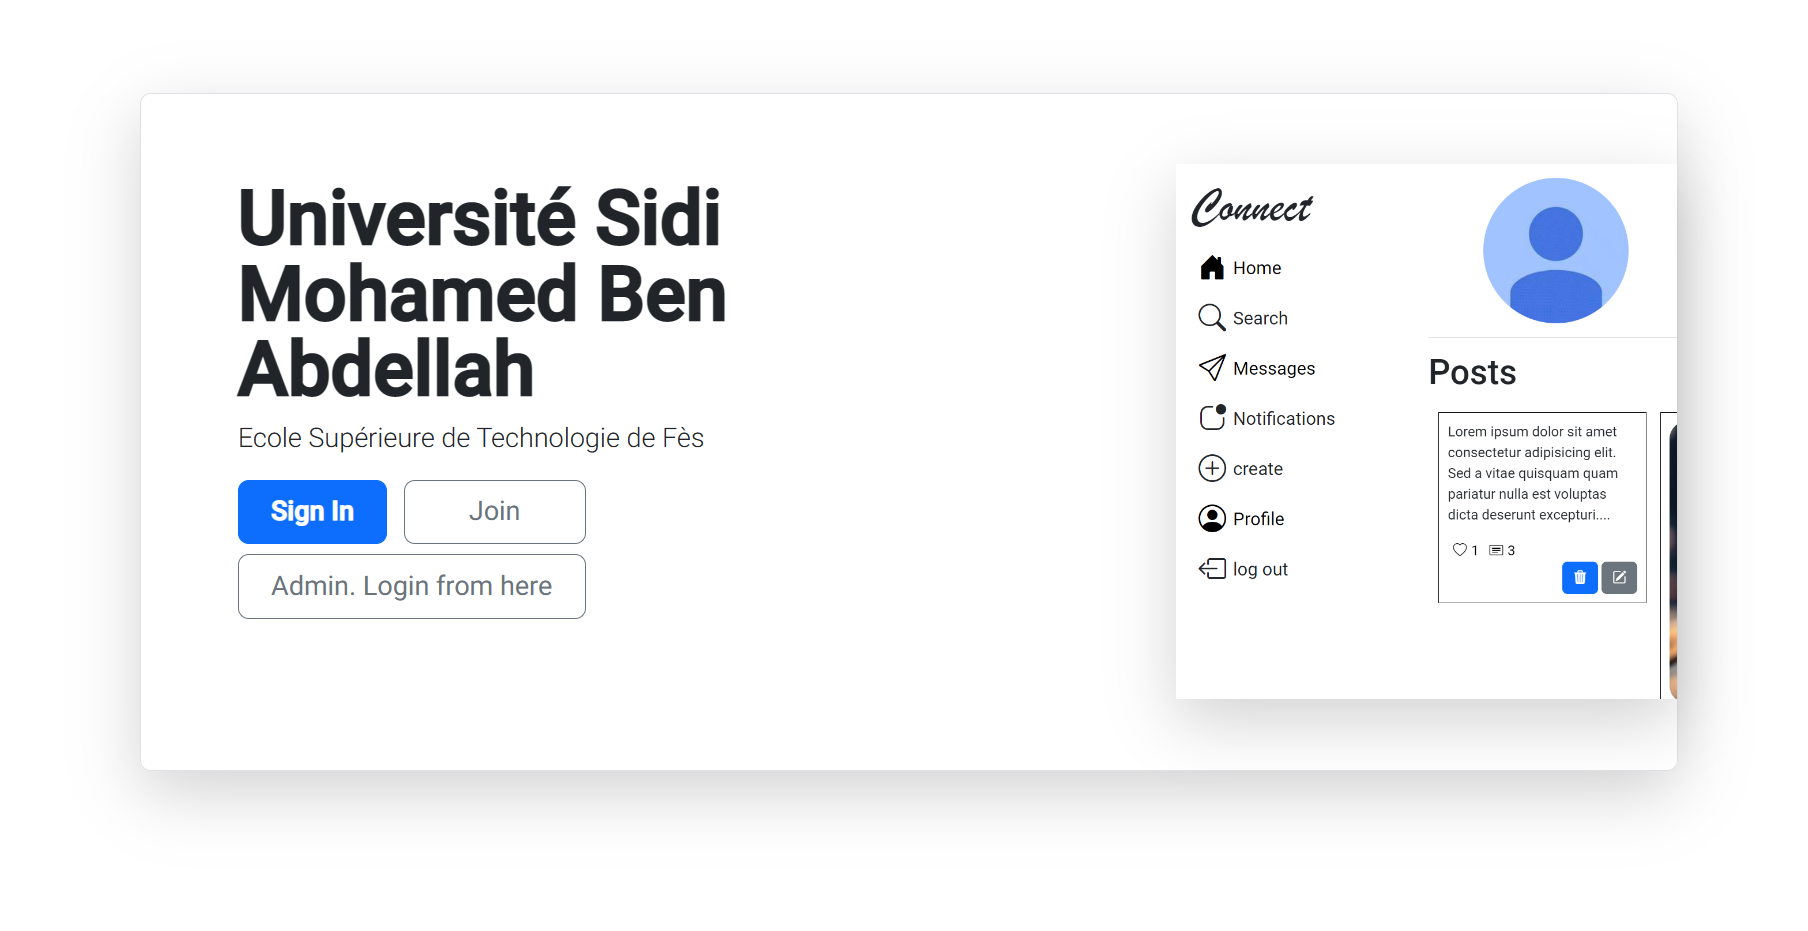 Université Sidi
Mohamed Ben
Abdellah
Ecole Supérieure de Technologie de Fès
Sign In
Join
Admin. Login from here
Connect
Home
Search
Messages
Notifications
create
Profile
log out
Posts
Lorem ipsum dolor sit amet
consectetur adipisicing elit.
Sed a vitae quisquam quam
pariatur nulla est voluptas
dicta deserunt excepturi....
1 3